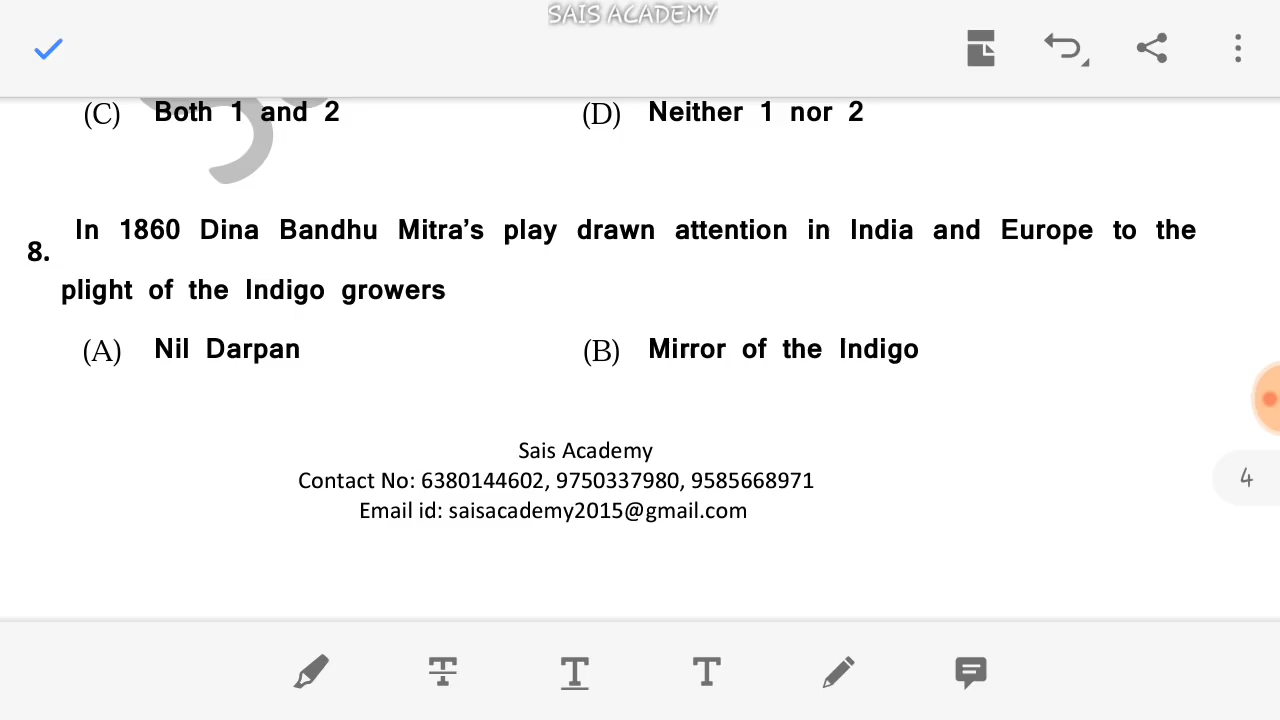 SAIS ACADEMY
(C) Both 1 and 2 (D) Neither 1 nor 2
In 1860 Dina Bandhu Mitra's play drawn attention in India and Europe to the
8.
plight of the Indigo growers
(A) Nil Darpan (B) Mirror of the Indigo
Sais Academy
Contact No: 6380144602, 9750337980, 9585668971
4
Email id: saisacademy2015@gmail.com